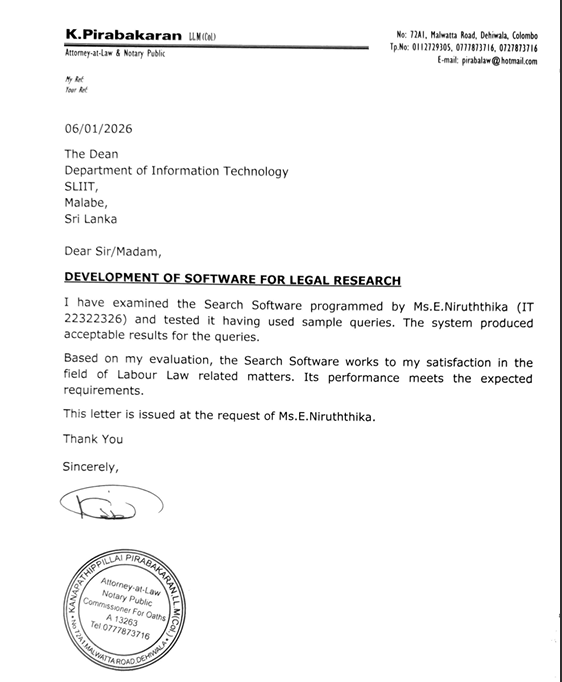 K.Pirabakaran LL.M(Col.)
Attorney-at-Law & Notary Public
No: 72A1, Malwatta Road, Dehiwala, Colombo
Tp.No: 0112729305, 0777873716, 0727873716
E-mail: pirabalaw@hotmail.com
My Ref:
Your Ref:
06/01/2026
The Dean
Department of Information Technology
SLIIT,
Malabe,
Sri Lanka
Dear Sir/Madam,
DEVELOPMENT OF SOFTWARE FOR LEGAL RESEARCH
I have examined the Search Software programmed by Ms.E.Niruththika (IT
22322326) and tested it having used sample queries. The system produced
acceptable results for the queries.
Based on my evaluation, the Search Software works to my satisfaction in the
field of Labour Law related matters. Its performance meets the expected
requirements.
This letter is issued at the request of Ms.E.Niruththika.
Thank You
Sincerely,
KANAPATHIPPILLAI PIRABAKARAN LL.M(Col.)
Attorney-at-Law
Notary Public
Commissioner For Oaths
A 13263
Tel 0777873716
No:72A1,MALWATTA ROAD, DEHIWALA